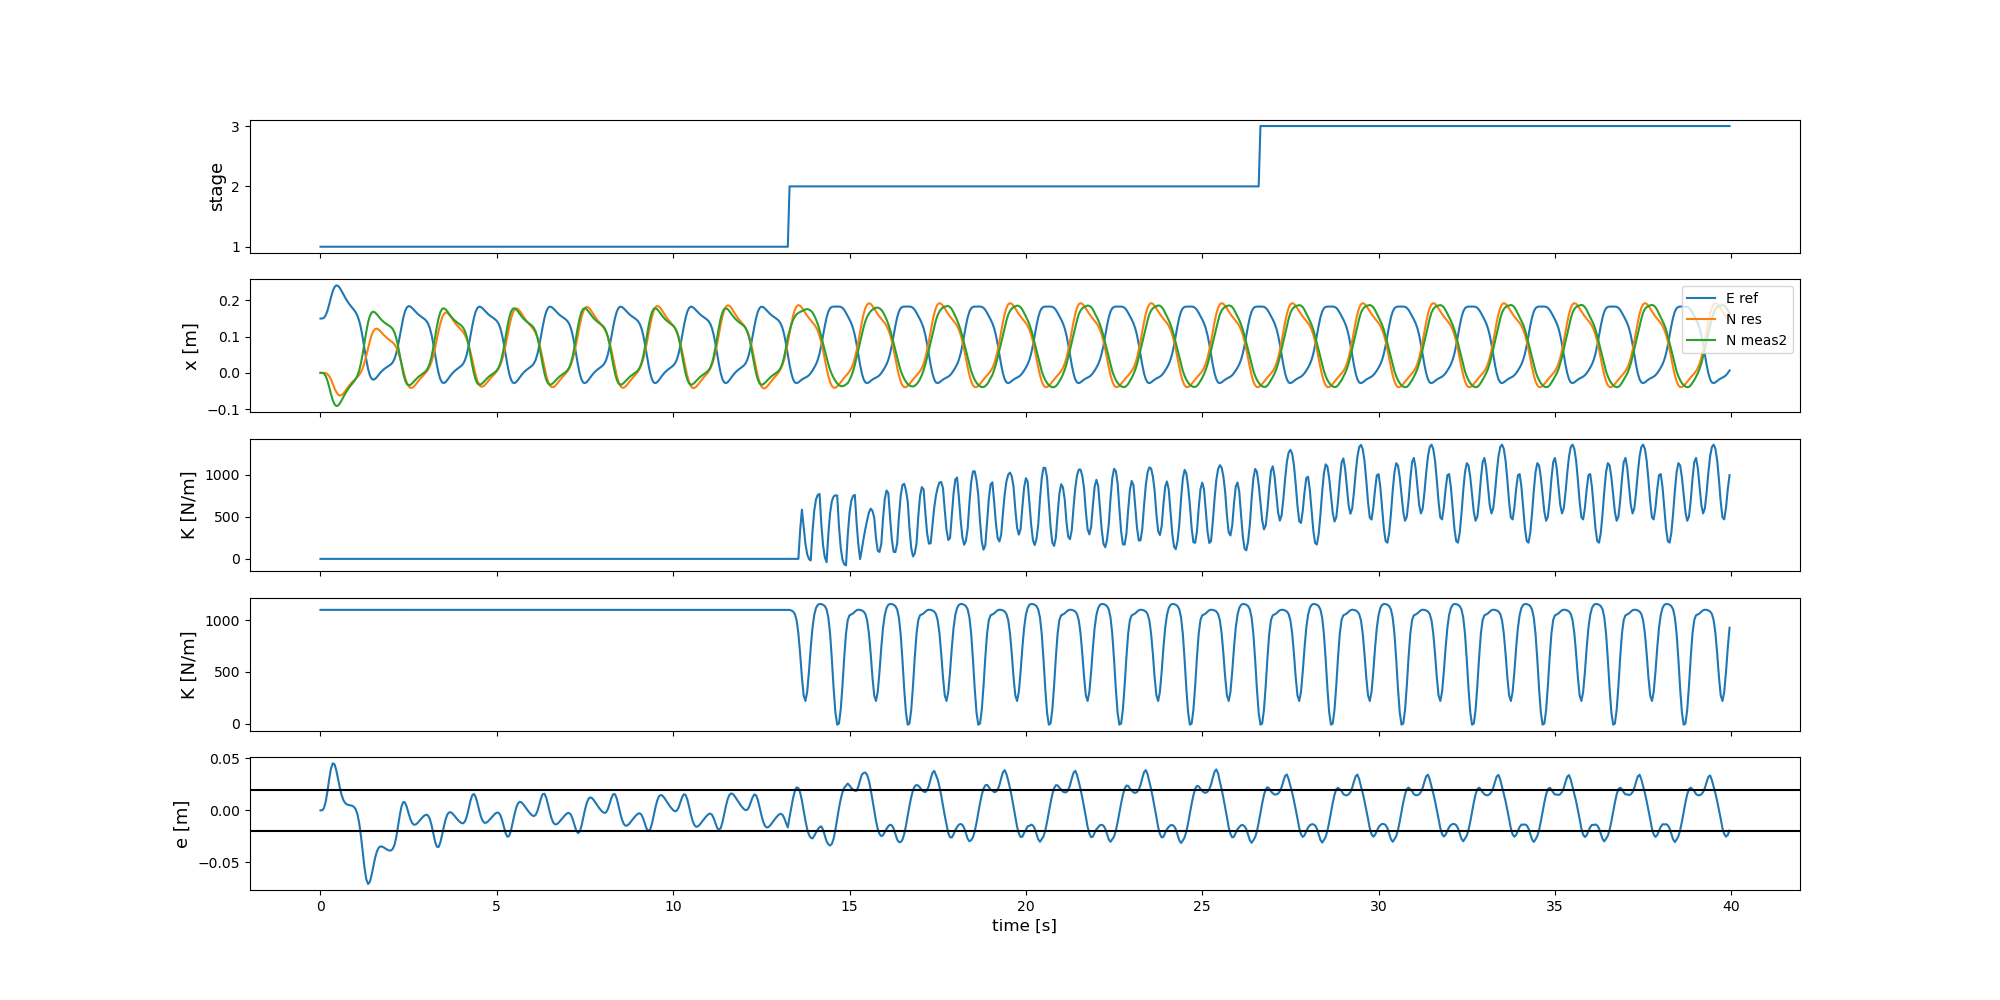 stage
3
2
1
x [m]
0.2
0.1
0.0
−0.1
E ref
N res
N meas2
K [N/m]
1000
500
0
K [N/m]
1000
500
0
e [m]
0.05
0.00
−0.05
0 5 10 15 20 25 30 35 40
time [s]